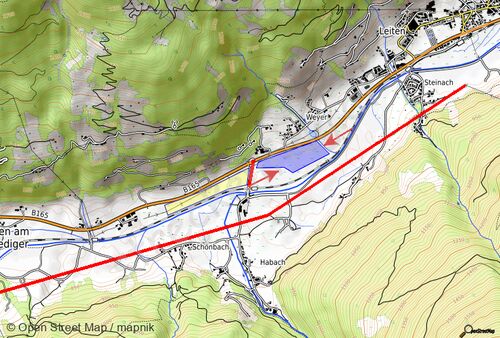 Leiten
Steinach
Weyer
B165
B165
en am
ediger
Schönbach
Habach
© Open Street Map / mapnik